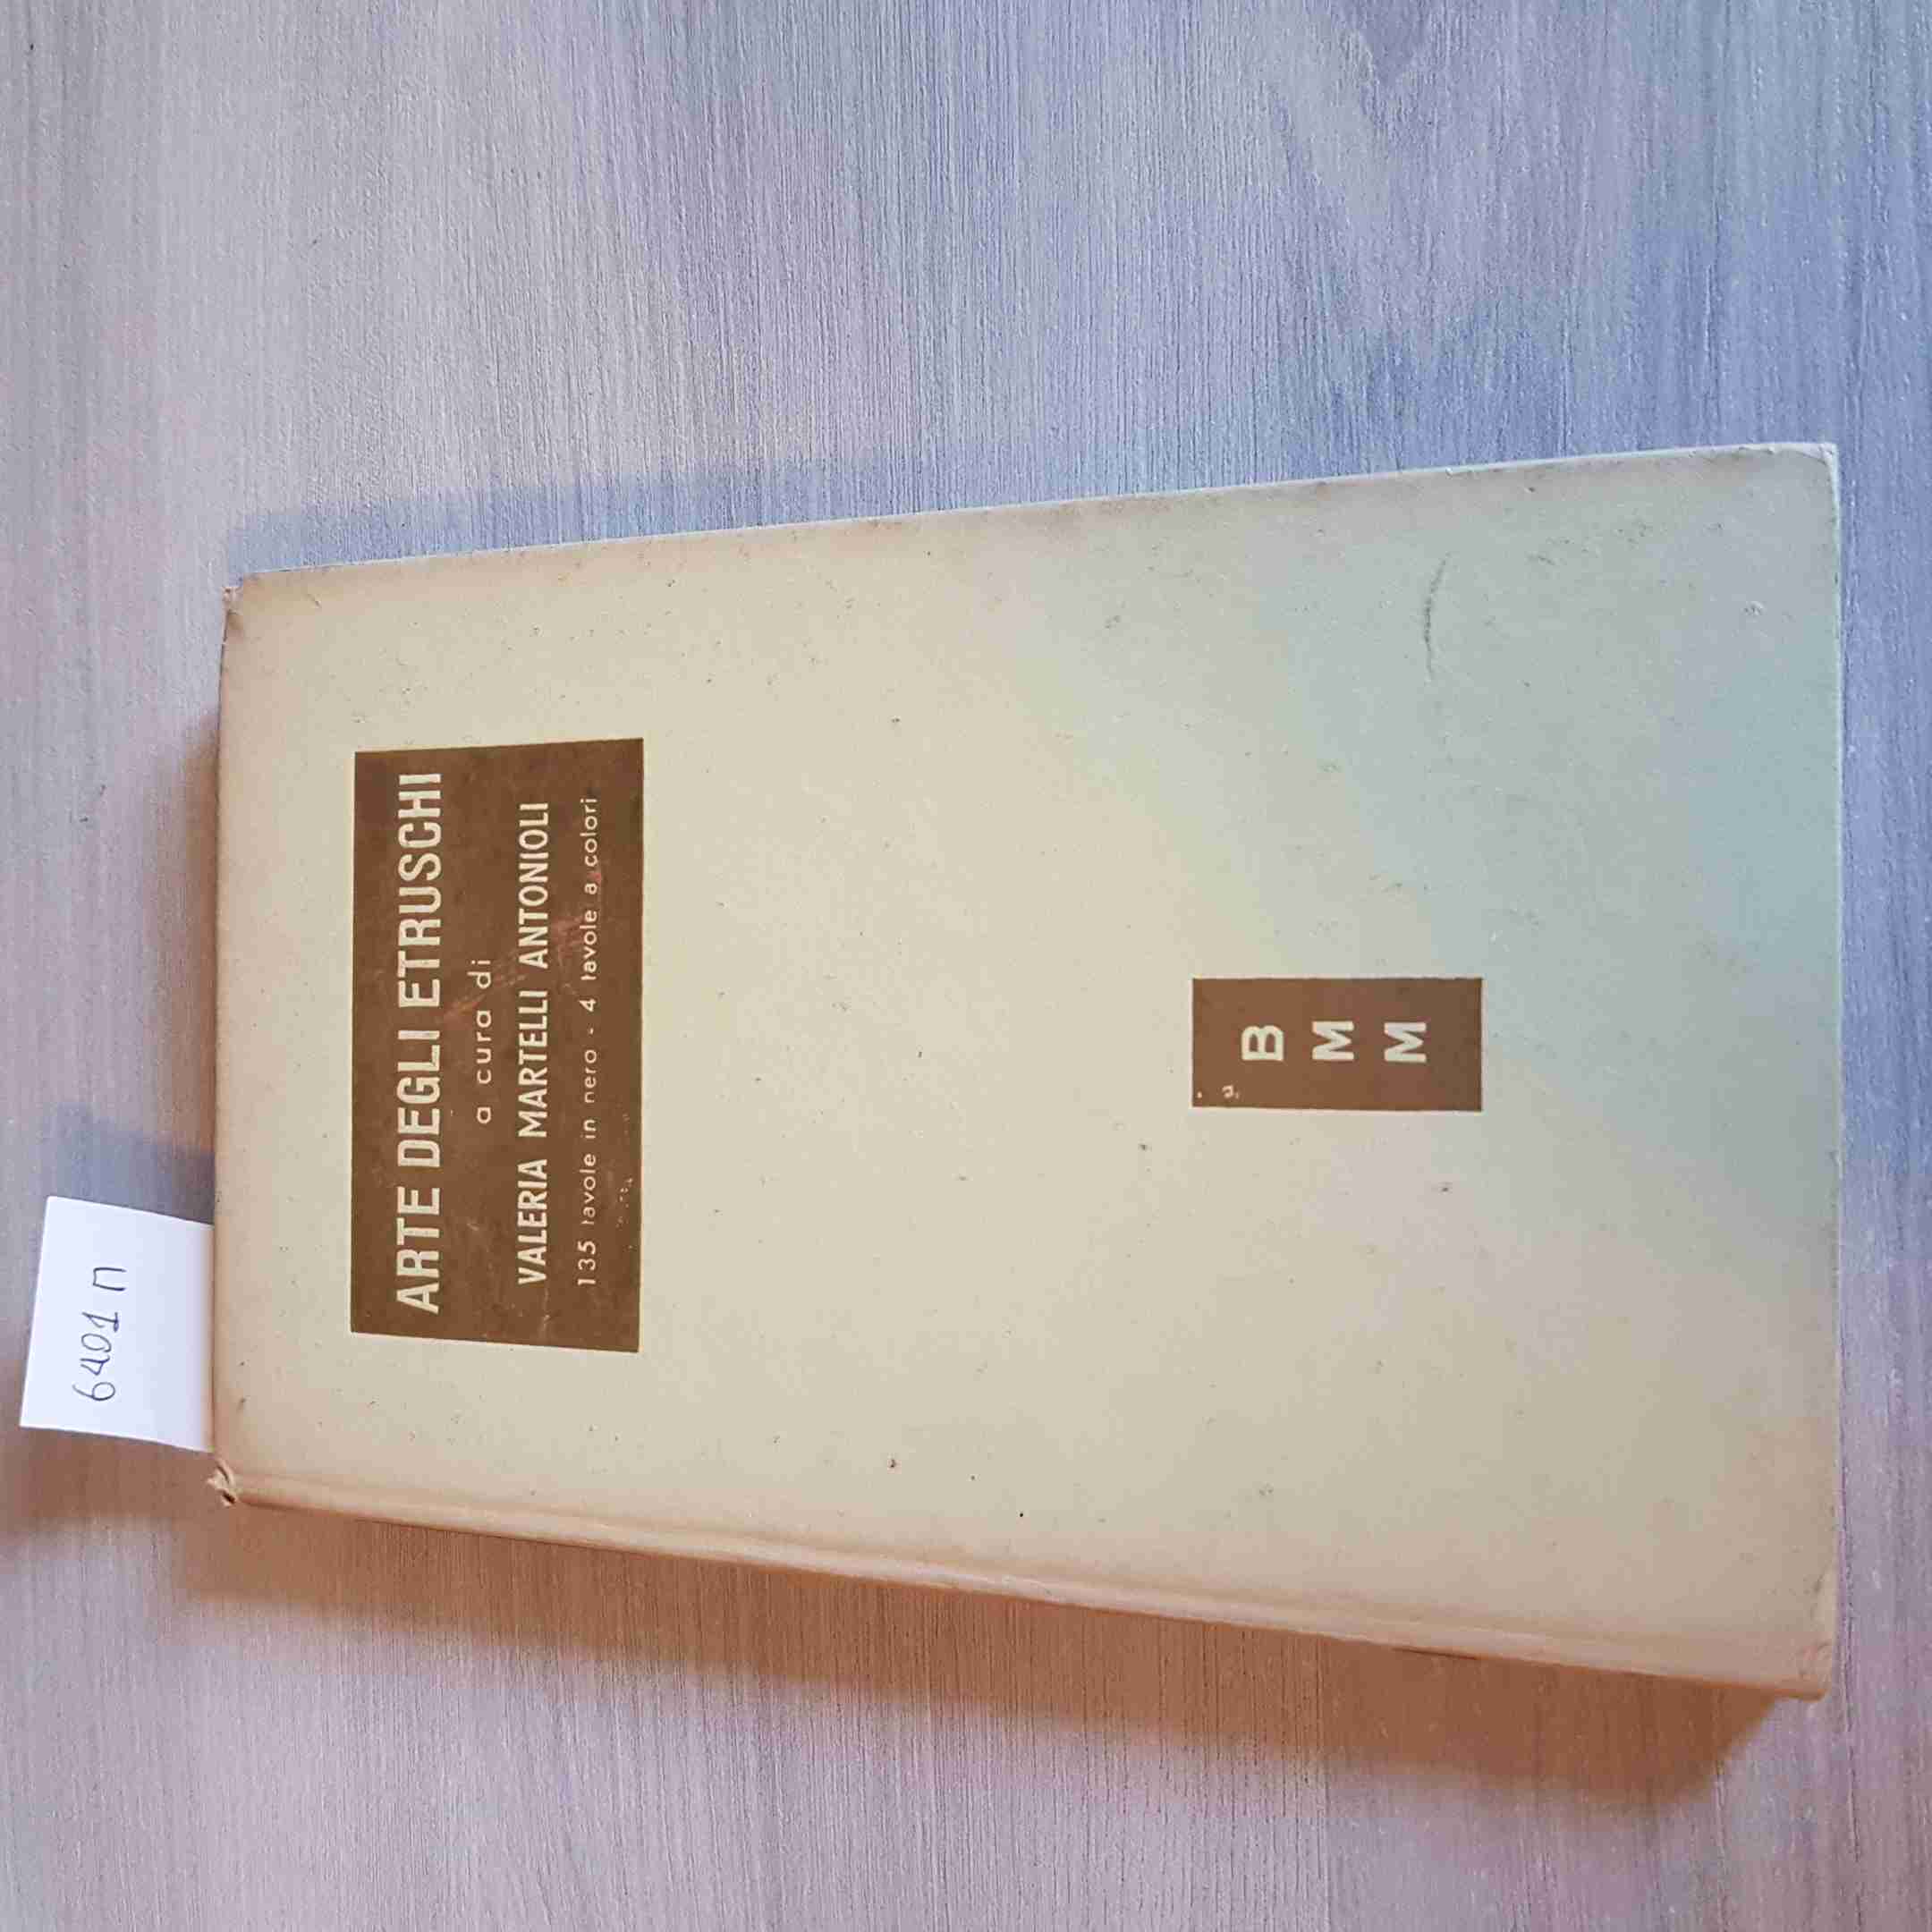 6401 n
ARTE DEGLI ETRUSCHI
a cura di
VALERIA MARTELLI ANTONIOLI
135 tavole in nero - 4 tavole a colori
B
M
M